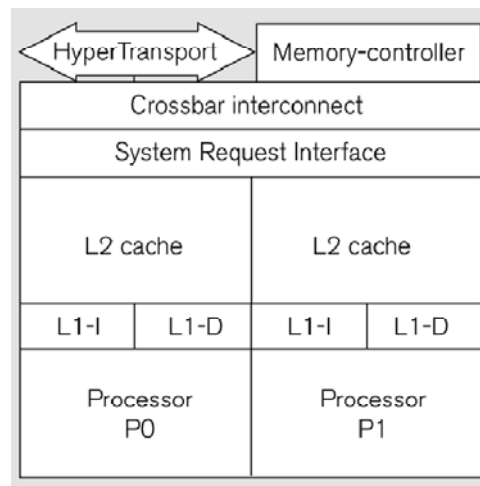 HyperTransport
Memory-controller
Crossbar interconnect
System Request Interface
L2 cache
L2 cache
L1-I
L1-D
L1-I
L1-D
Processor
P0
Processor
P1